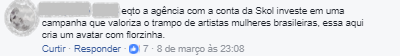 eqto a agência com a conta da Skol investe em uma
campanha que valoriza o trampo de artistas mulheres brasileiras, essa aqui
cria um avatar com florzinha.
Curtir · Responder · 7 · 8 de março às 23:08